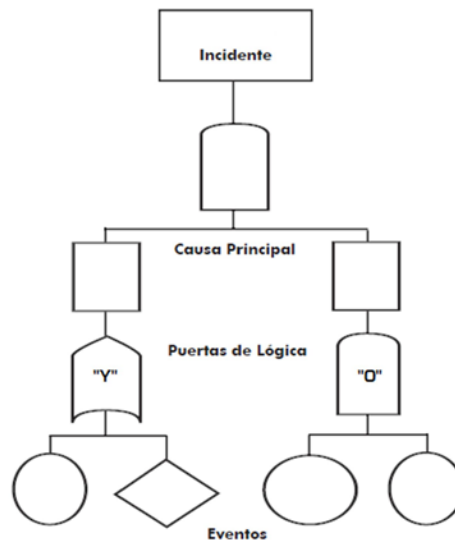 Incidente
Causa Principal
Puertas de Lógica
"Y"
"O"
Eventos